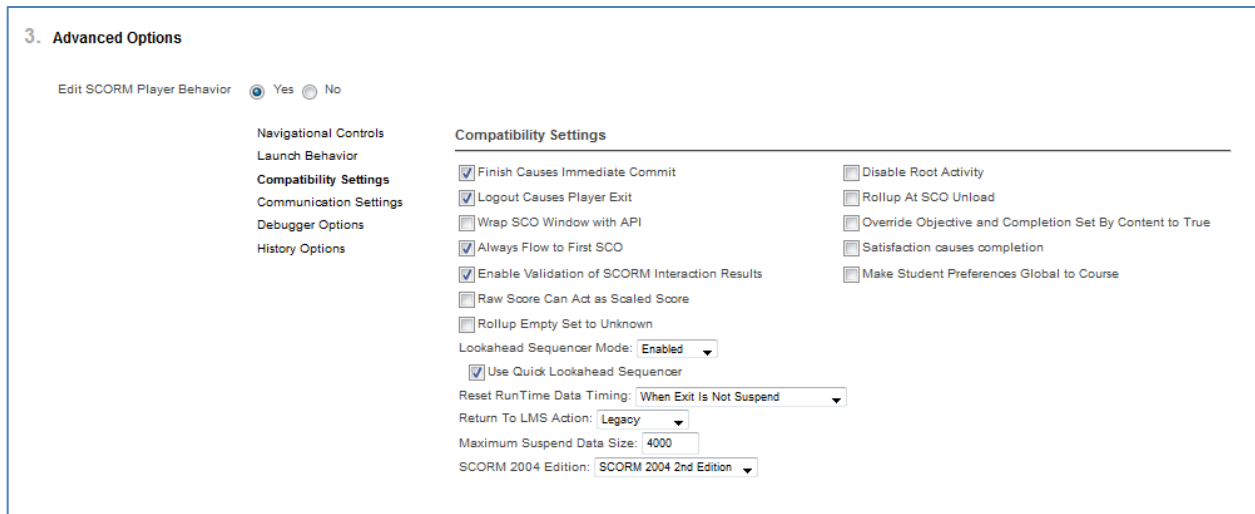 3. Advanced Options
Edit SCORM Player Behavior Yes No
Navigational Controls
Launch Behavior
Compatibility Settings
Communication Settings
Debugger Options
History Options
Compatibility Settings
Finish Causes Immediate Commit
Logout Causes Player Exit
Wrap SCO Window with API
Always Flow to First SCO
Enable Validation of SCORM Interaction Results
Raw Score Can Act as Scaled Score
Rollup Empty Set to Unknown
Lookahead Sequencer Mode: Enabled
Use Quick Lookahead Sequencer
Reset RunTime Data Timing: When Exit Is Not Suspend
Return To LMS Action: Legacy
Maximum Suspend Data Size: 4000
SCORM 2004 Edition: SCORM 2004 2nd Edition
Disable Root Activity
Rollup At SCO Unload
Override Objective and Completion Set By Content to True
Satisfaction causes completion
Make Student Preferences Global to Course